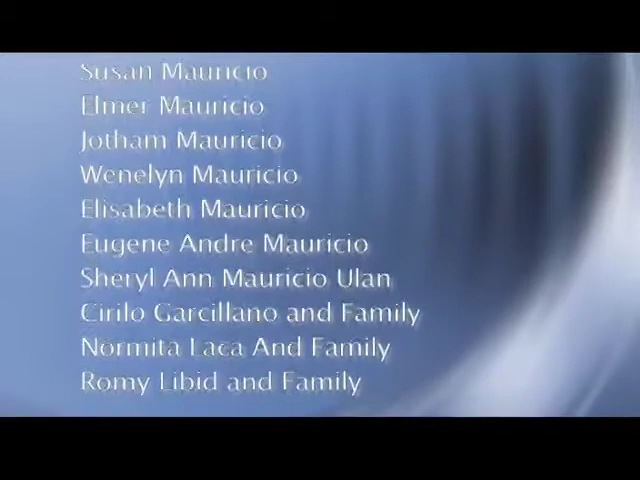 Susan Mauricio
Elmer Mauricio
Jotham Mauricio
Wenelyn Mauricio
Elisabeth Mauricio
Eugene Andre Mauricio
Sheryl Ann Mauricio Ulan
Cirilo Garcillano and Family
Normita Laca And Family
Romy Libid and Family